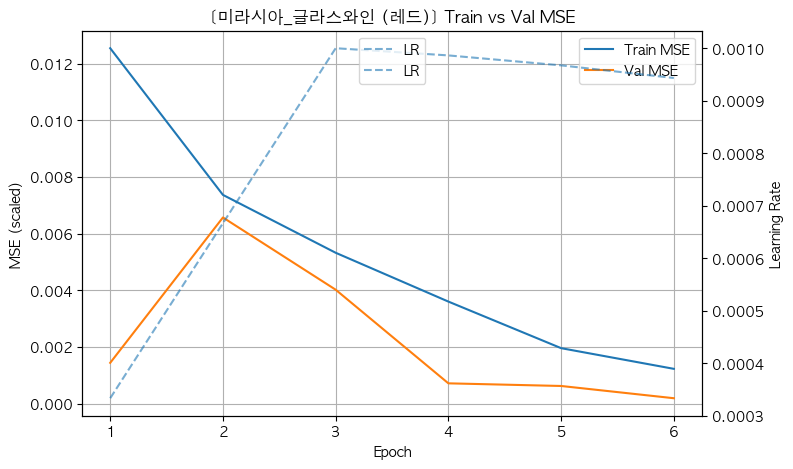 [미라시아_글라스와인 (레드)] Train vs Val MSE
LR
LR
Train MSE
Val MSE
MSE (scaled)
0.012
0.010
0.008
0.006
0.004
0.002
0.000
0.0010
0.0009
0.0008
0.0007
0.0006
0.0005
0.0004
0.0003
Learning Rate
1 2 3 4 5 6
Epoch